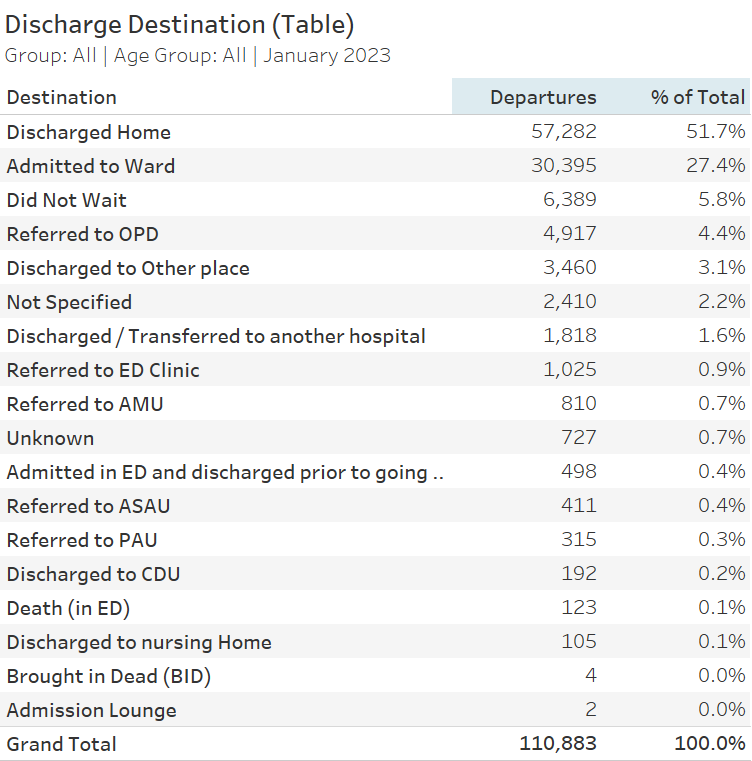 Discharge Destination (Table)
Group: All | Age Group: All | January 2023
Destination Departures % of Total
Discharged Home 57,282 51.7%
Admitted to Ward 30,395 27.4%
Did Not Wait 6,389 5.8%
Referred to OPD 4,917 4.4%
Discharged to Other place 3,460 3.1%
Not Specified 2,410 2.2%
Discharged / Transferred to another hospital 1,818 1.6%
Referred to ED Clinic 1,025 0.9%
Referred to AMU 810 0.7%
Unknown 727 0.7%
Admitted in ED and discharged prior to going .. 498 0.4%
Referred to ASAU 411 0.4%
Referred to PAU 315 0.3%
Discharged to CDU 192 0.2%
Death (in ED) 123 0.1%
Discharged to nursing Home 105 0.1%
Brought in Dead (BID) 4 0.0%
Admission Lounge 2 0.0%
Grand Total 110,883 100.0%